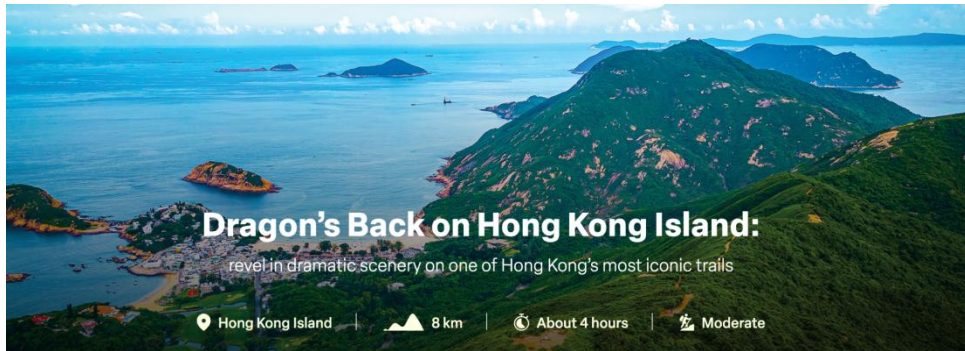 Dragon's Back on Hong Kong Island:
revel in dramatic scenery on one of Hong Kong's most iconic trails
Hong Kong Island 8 km About 4 hours Moderate